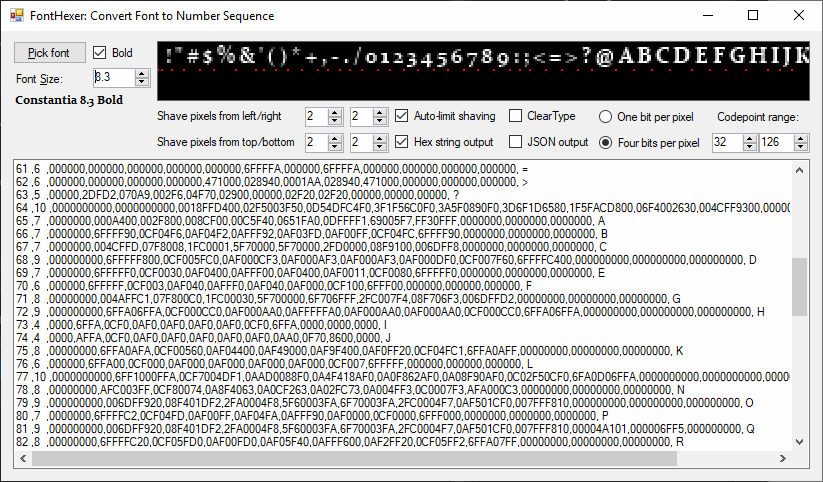 FontHexer: Convert Font to Number Sequence
Pick font Bold
Font Size: 8.3
Constantia 8.3 Bold
!"#$%&'()*+,-./0123456789:;<=>?@ABCDEFGHIJK
Shave pixels from left/right 2 2 Auto-limit shaving ClearType One bit per pixel Codepoint range:
Shave pixels from top/bottom 2 2 Hex string output JSON output Four bits per pixel 32 126
61 ,6 ,000000,000000,000000,000000,000000,6FFFFA,000000,6FFFFA,000000,000000,000000,000000,000000, =
62 ,6 ,000000,000000,000000,000000,471000,028940,0001AA,028940,471000,000000,000000,000000,000000, >
63 ,5 ,00000,2DFD2,070A9,002F6,04F70,02900,00000,02F20,02F20,00000,00000,00000, ?
64 ,10 ,0000000000,0000000000,0018FFD400,02F5003F50,0D54DFC4F0,3F1F56C0F0,3A5F0890F0,3D6F1D6580,1F5FACD800,06F4002630,004CFF9300,00000
65 ,7 ,0000000,000A400,002F800,008CF00,00C5F40,0651FA0,0DFFFF1,69005F7,FF30FFF,0000000,0000000,0000000, A
66 ,7 ,0000000,6FFFF90,0CF04F6,0AF04F2,0AFFF92,0AF03FD,0AF00FF,0CF04FC,6FFFF90,0000000,0000000,0000000, B
67 ,7 ,0000000,004CFFD,07F8008,1FC0001,5F70000,5F70000,2FD0000,08F9100,006DFF8,0000000,0000000,0000000, C
68 ,9 ,000000000,6FFFFF800,0CF005FC0,0AF000CF3,0AF000AF3,0AF000AF3,0AF000DF0,0CF007F60,6FFFFC400,000000000,000000000,000000000, D
69 ,7 ,0000000,6FFFFF0,0CF0030,0AF0400,0AFFF00,0AF0400,0AF0011,0CF0080,6FFFFF0,0000000,0000000,0000000, E
70 ,6 ,000000,6FFFFF,0CF003,0AF040,0AFFF0,0AF040,0AF000,0CF100,6FFF00,000000,000000,000000, F
71 ,8 ,00000000,004AFFC1,07F800C0,1FC00030,5F700000,6F706FFF,2FC007F4,08F706F3,006DFFD2,00000000,00000000,00000000, G
72 ,9 ,000000000,6FFA06FFA,0CF000CC0,0AF000AA0,0AFFFFFA0,0AF000AA0,0AF000AA0,0CF000CC0,6FFA06FFA,000000000,000000000,000000000, H
73 ,4 ,0000,6FFA,0CF0,0AF0,0AF0,0AF0,0AF0,0CF0,6FFA,0000,0000,0000, I
74 ,4 ,0000,AFFA,0CF0,0AF0,0AF0,0AF0,0AF0,0AF0,0AA0,0F70,8600,0000, J
75 ,8 ,00000000,6FFA0AFA,0CF00560,0AF04400,0AF49000,0AF9F400,0AF0FF20,0CF04FC1,6FFA0AFF,00000000,00000000,00000000, K
76 ,6 ,000000,6FFA00,0CF000,0AF000,0AF000,0AF000,0AF000,0CF007,6FFFFF,000000,000000,000000, L
77 ,10 ,0000000000,6FF1000FFA,0CF7004DF1,0AAD0088F0,0A4F418AF0,0A0F862AF0,0A08F90AF0,0C02F50CF0,6FA0D06FFA,0000000000,0000000000,0000
78 ,8 ,00000000,AFC003FF,0CF80074,0A8F4063,0A0CF263,0A02FC73,0A004FF3,0C0007F3,AFA000C3,00000000,00000000,00000000, N
79 ,9 ,000000000,006DFF920,08F401DF2,2FA0004F8,5F60003FA,6F70003FA,2FC0004F7,0AF501CF0,007FFF810,000000000,000000000,000000000, O
80 ,7 ,0000000,6FFFFC2,0CF04FD,0AF00FF,0AF04FA,0AFFF90,0AF0000,0CF0000,6FFF000,0000000,0000000,0000000, P
81 ,9 ,000000000,006DFF920,08F401DF2,2FA0004F8,5F60003FA,6F70003FA,2FC0004F7,0AF501CF0,007FFF810,00004A101,000006FF5,000000000, Q
82 ,8 ,00000000,6FFFFC20,0CF05FD0,0AF00FD0,0AF05F40,0AFFF600,0AF2FF20,0CF05FF2,6FFA07FF,00000000,00000000,00000000, R